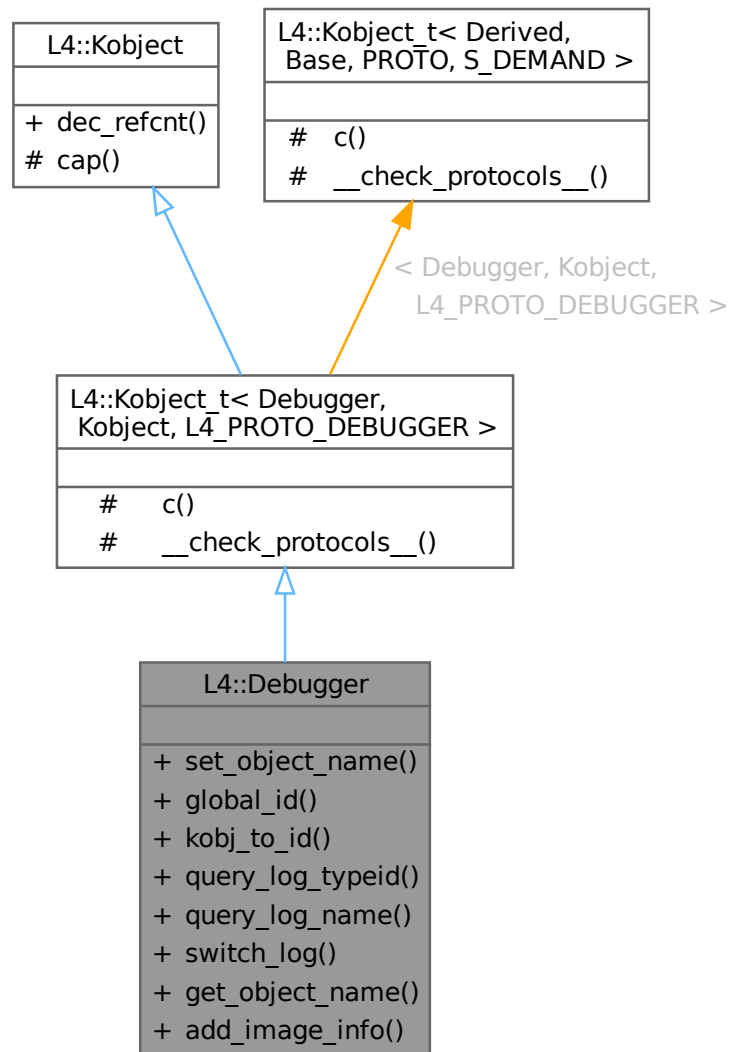 L4::Kobject
+ dec_refcnt()
# cap()
L4::Kobject_t< Derived,
Base, PROTO, S_DEMAND >
# c()
# __check_protocols__()
< Debugger, Kobject,
L4_PROTO_DEBUGGER >
L4::Kobject_t< Debugger,
Kobject, L4_PROTO_DEBUGGER >
# c()
# __check_protocols__()
L4::Debugger
+ set_object_name()
+ global_id()
+ kobj_to_id()
+ query_log_typeid()
+ query_log_name()
+ switch_log()
+ get_object_name()
+ add_image_info()